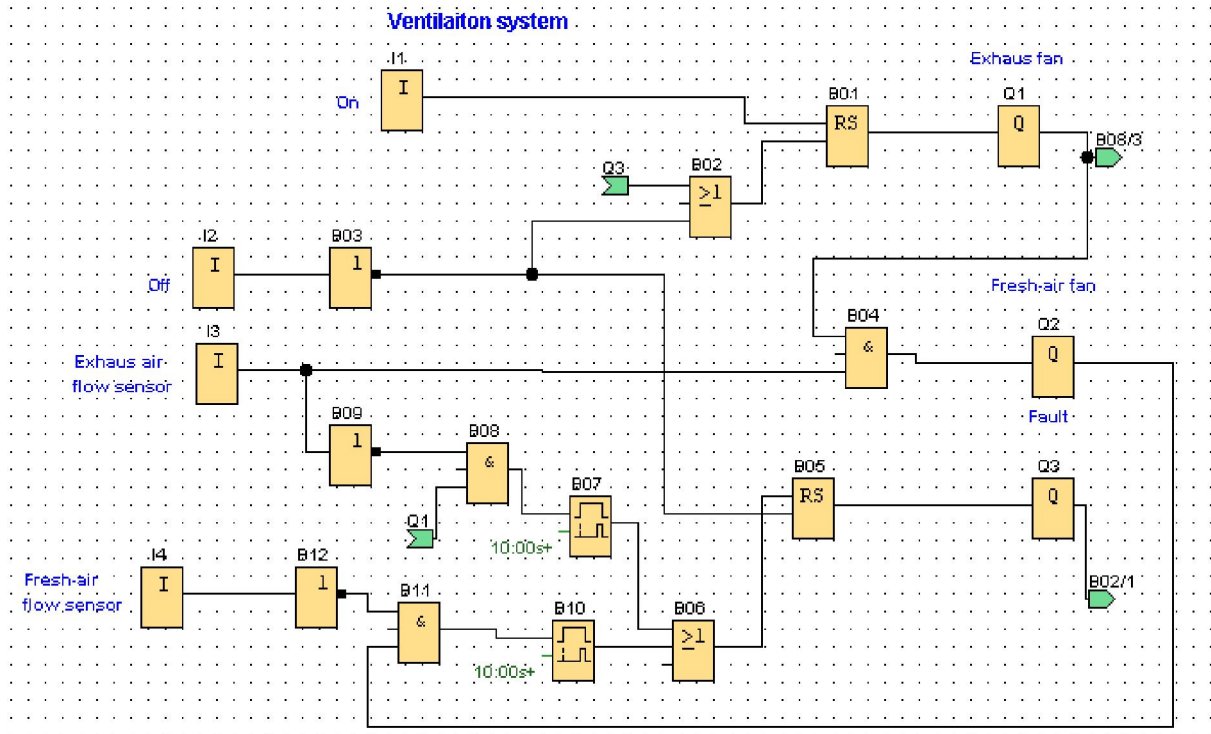 Ventilaiton system
I1
I
On
Exhaus fan
B01
RS
Q1
Q
B08/3
Q3
B02
≥1
I2
I
Off
B03
1
Fresh-air fan
I3
I
Exhaus air
flow sensor
B04
&
Q2
Q
Fault
B09
1
B08
&
Q1
B07
10:00s+
B05
RS
Q3
Q
B02/1
I4
I
Fresh-air
flow sensor
B12
1
B11
&
B10
10:00s+
B06
≥1